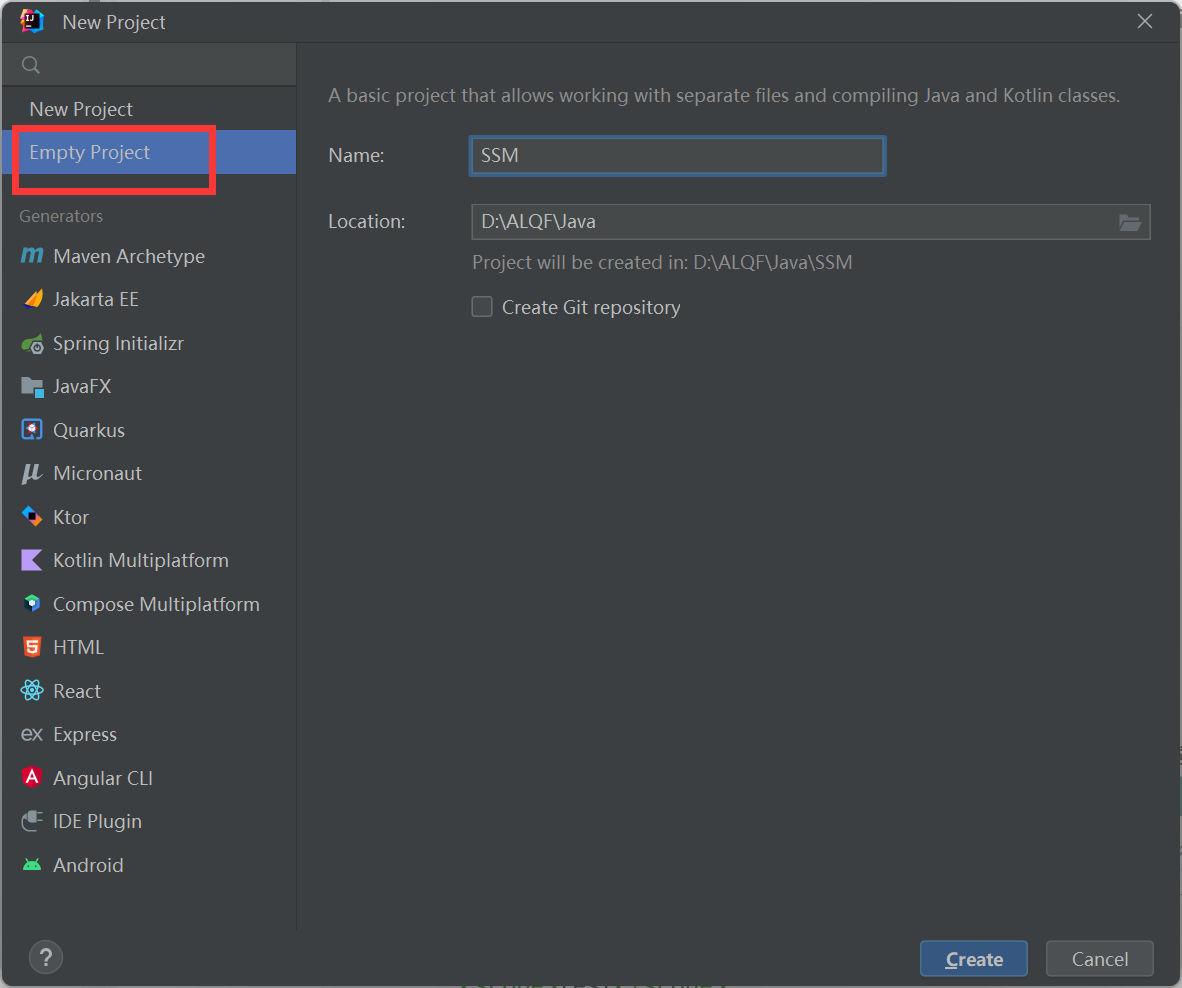 New Project
New Project
Empty Project
Generators
Maven Archetype
Jakarta EE
Spring Initializr
JavaFX
Quarkus
Micronaut
Ktor
Kotlin Multiplatform
Compose Multiplatform
HTML
React
ex Express
Angular CLI
IDE Plugin
Android
A basic project that allows working with separate files and compiling Java and Kotlin classes.
Name: SSM
Location: D:\ALQF\Java
Project will be created in: D:\ALQF\Java\SSM
Create Git repository
? Create Cancel